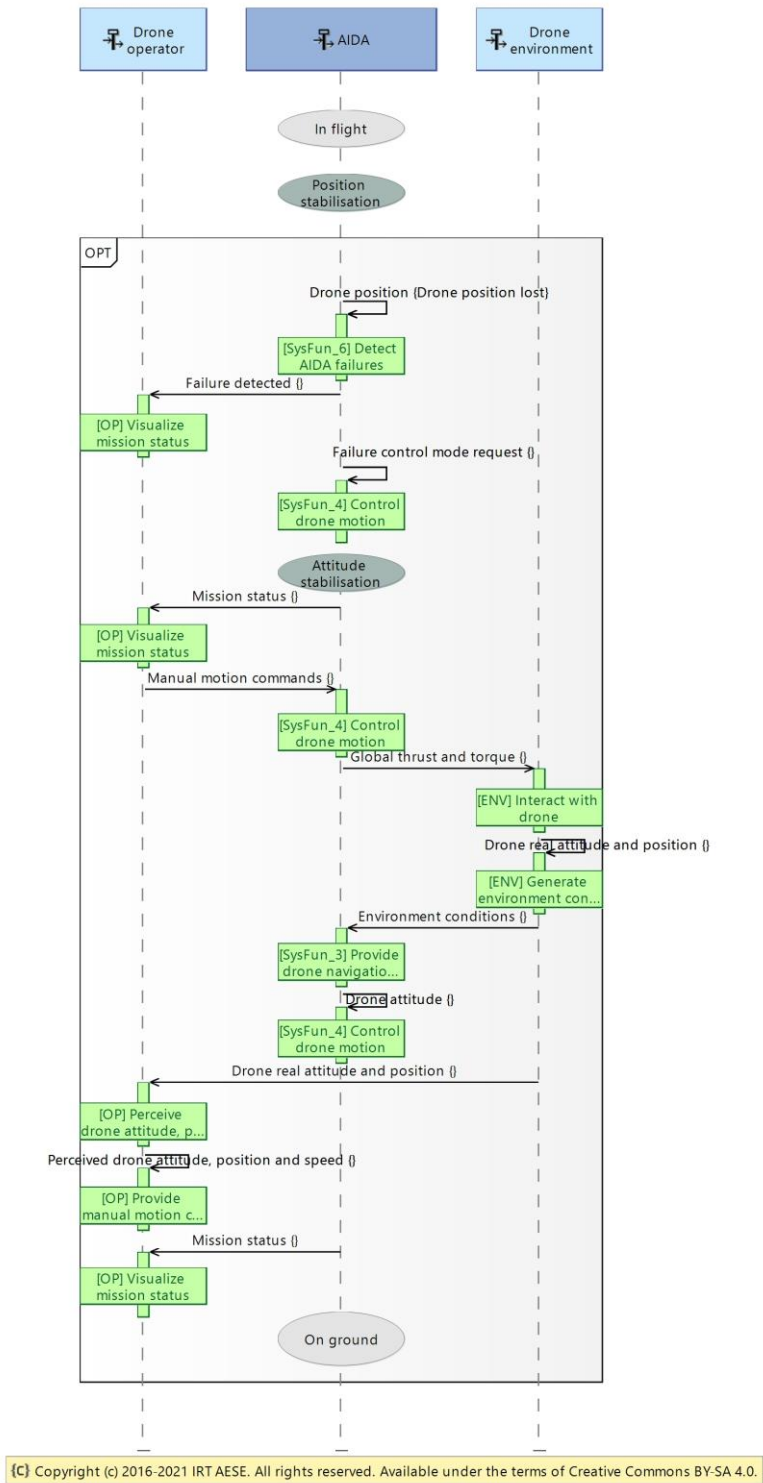 Drone
operator
AIDA
Drone
environment
In flight
Position
stabilisation
OPT
Drone position {Drone position lost}
[SysFun_6] Detect
AIDA failures
Failure detected {}
[OP] Visualize
mission status
Failure control mode request {}
[SysFun_4] Control
drone motion
Attitude
stabilisation
Mission status {}
[OP] Visualize
mission status
Manual motion commands {}
[SysFun_4] Control
drone motion
Global thrust and torque {}
[ENV] Interact with
drone
Drone real attitude and position {}
[ENV] Generate
environment con...
Environment conditions {}
[SysFun_3] Provide
drone navigatio...
Drone attitude {}
[SysFun_4] Control
drone motion
Drone real attitude and position {}
[OP] Perceive
drone attitude, p...
Perceived drone attitude, position and speed {}
[OP] Provide
manual motion c...
Mission status {}
[OP] Visualize
mission status
On ground
{c} Copyright (c) 2016-2021 IRT AESE. All rights reserved. Available under the terms of Creative Commons BY-SA 4.0.